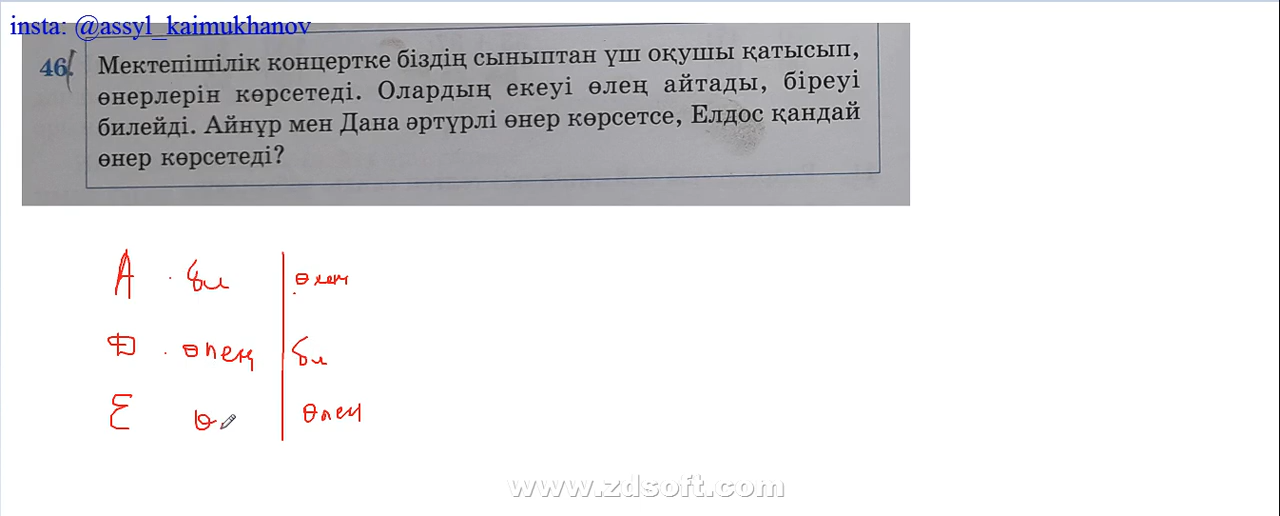 insta: @assyl_kaimukhanov
46. Мектепішілік концертке біздің сыныптан үш оқушы қатысып,
өнерлерін көрсетеді. Олардың екеуі өлең айтады, біреуі
билейді. Айнұр мен Дана әртүрлі өнер көрсетсе, Елдос қандай
өнер көрсетеді?
А би өлең
Д өлең би
Е ө өлең
www.zdsoft.com